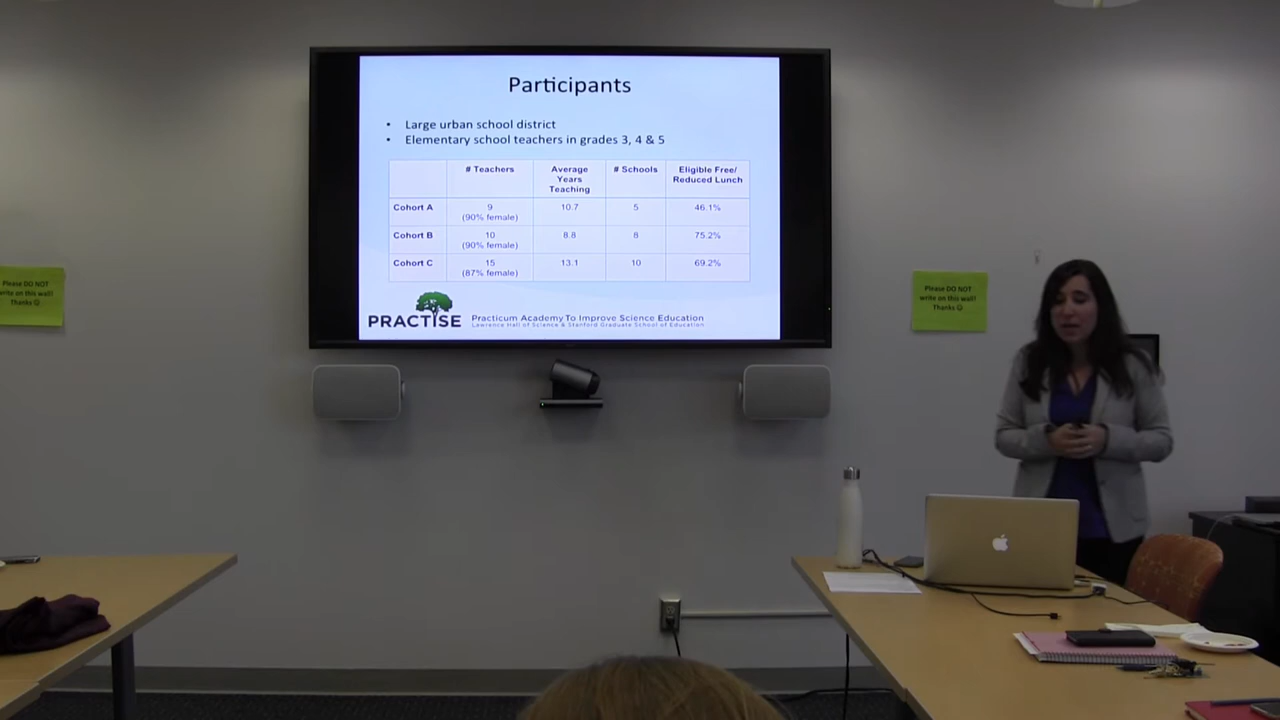 Participants
• Large urban school district
• Elementary school teachers in grades 3, 4 & 5
# Teachers
Average
Years
Teaching
# Schools
Eligible Free/
Reduced Lunch
Cohort A
9
(90% female)
10.7
5
46.1%
Cohort B
10
(90% female)
8.8
8
75.2%
Cohort C
15
(87% female)
13.1
10
69.2%
PRACTISE
Practicum Academy To Improve Science Education
Lawrence Hall of Science & Stanford Graduate School of Education
Please DO NOT
write on this wall!
Thanks ☺
Please DO NOT
write on this wall!
Thanks ☺